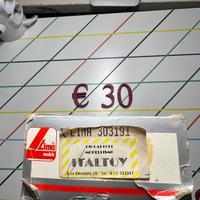 € 30
LIMA 303191
Lima
models
GIOCATTOLI
MODELLISMO
ITALTOY